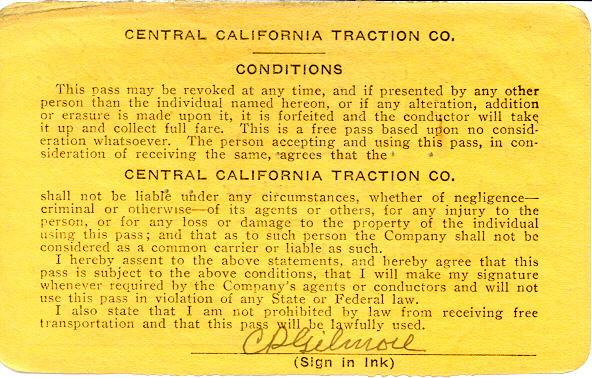 CENTRAL CALIFORNIA TRACTION CO.
CONDITIONS
This pass may be revoked at any time, and if presented by any other
person than the individual named hereon, or if any alteration, addition
or erasure is made upon it, it is forfeited and the conductor will take
it up and collect full fare. This is a free pass based upon no consid-
eration whatsoever. The person accepting and using this pass, in con-
sideration of receiving the same, agrees that the
CENTRAL CALIFORNIA TRACTION CO.
shall not be liable under any circumstances, whether of negligence—
criminal or otherwise—of its agents or others, for any injury to the
person, or for any loss or damage to the property of the individual
using this pass; and that as to such person the Company shall not be
considered as a common carrier or liable as such.
I hereby assent to the above statements, and hereby agree that this
pass is subject to the above conditions, that I will make my signature
whenever required by the Company's agents or conductors and will not
use this pass in violation of any State or Federal law.
I also state that I am not prohibited by law from receiving free
transportation and that this pass will be lawfully used.
CD Gilmore
(Sign in Ink)